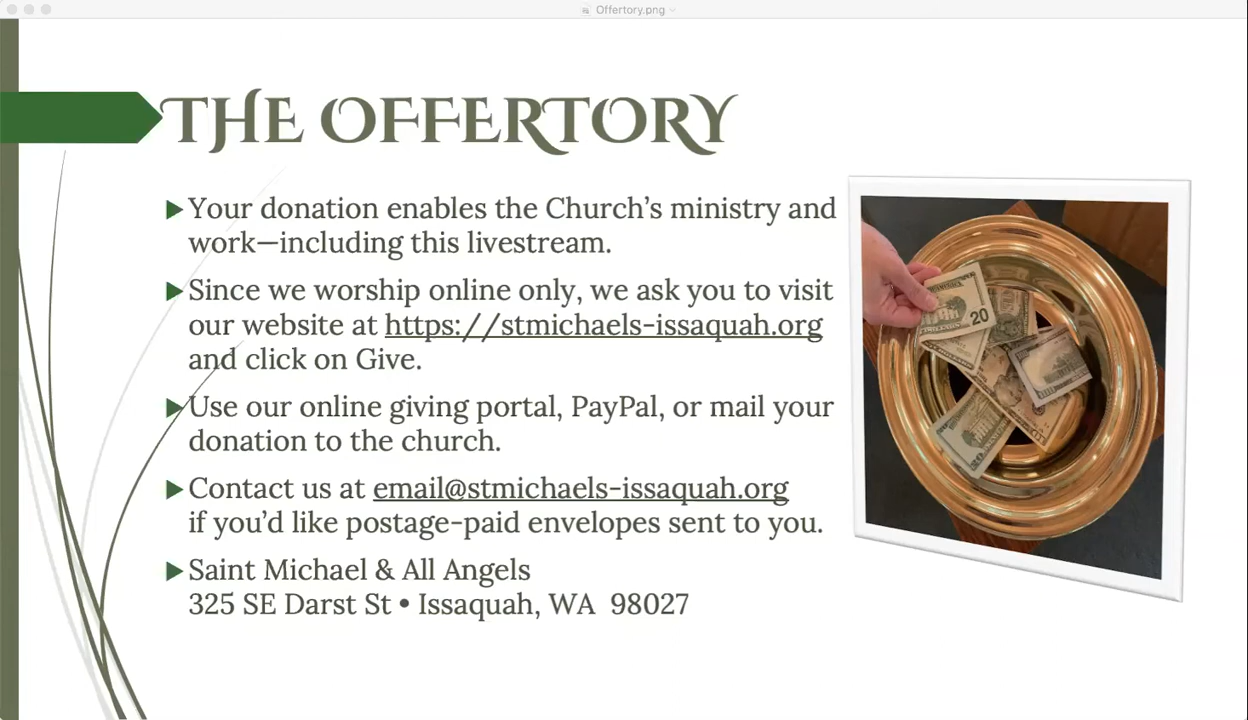 Offertory.png
THE OFFERTORY
Your donation enables the Church's ministry and
work—including this livestream.
Since we worship online only, we ask you to visit
our website at https://stmichaels-issaquah.org
and click on Give.
Use our online giving portal, PayPal, or mail your
donation to the church.
Contact us at email@stmichaels-issaquah.org
if you'd like postage-paid envelopes sent to you.
Saint Michael & All Angels
325 SE Darst St • Issaquah, WA 98027
20
20